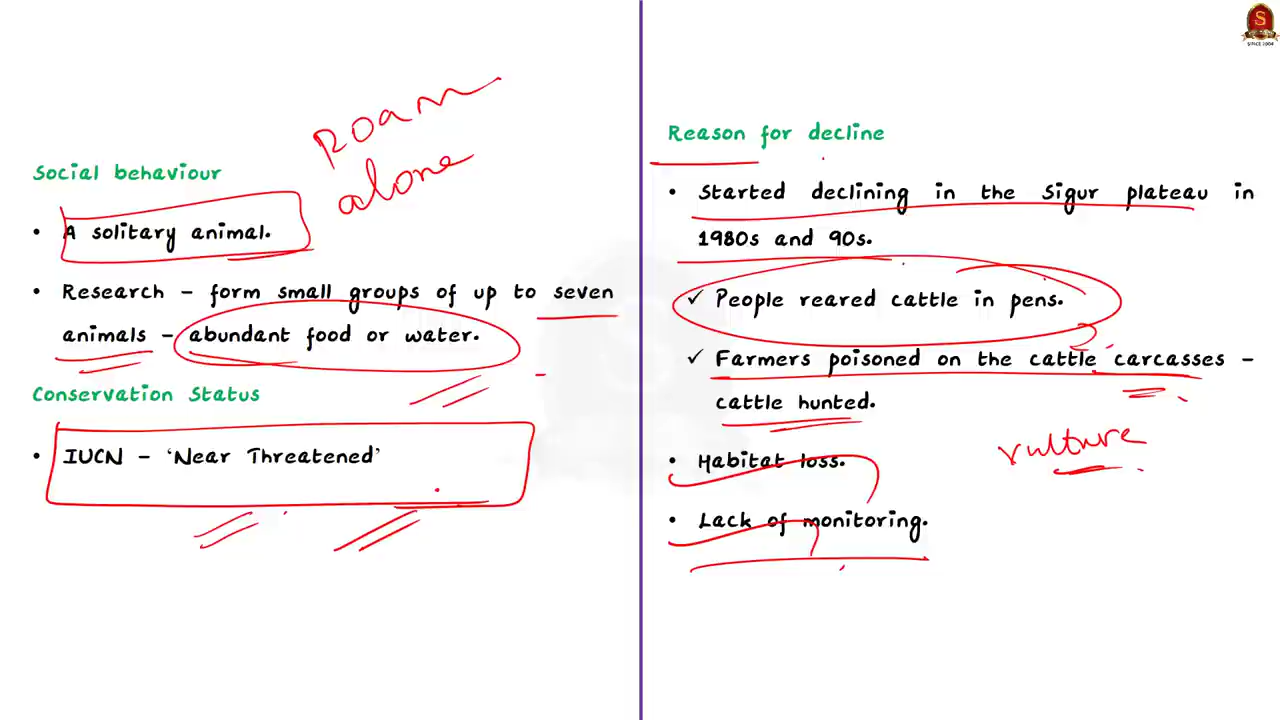 Social behaviour
• A solitary animal.
roam
alone
• Research – form small groups of up to seven
animals – abundant food or water.
Conservation Status
• IUCN – ‘Near Threatened’
Reason for decline
• Started declining in the Sigur plateau in
1980s and 90s.
✓ People reared cattle in pens.
✓ Farmers poisoned on the cattle carcasses –
cattle hunted.
vulture
• Habitat loss.
• Lack of monitoring.
S
SINCE 2004